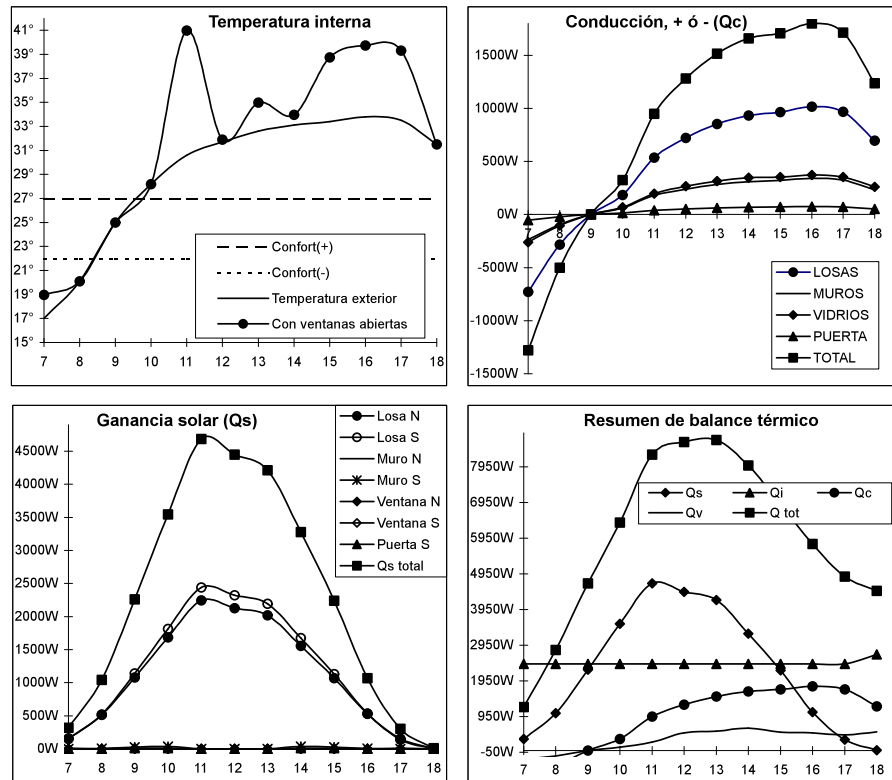 Temperatura interna
41°
39°
37°
35°
33°
31°
29°
27°
25°
23°
21°
19°
17°
15°
7 8 9 10 11 12 13 14 15 16 17 18
Confort(+)
Confort(-)
Temperatura exterior
Con ventanas abiertas
Conducción, + ó - (Qc)
1500W
1000W
500W
0W
-500W
-1000W
-1500W
7 8 9 10 11 12 13 14 15 16 17 18
LOSAS
MUROS
VIDRIOS
PUERTA
TOTAL
Ganancia solar (Qs)
4500W
4000W
3500W
3000W
2500W
2000W
1500W
1000W
500W
0W
7 8 9 10 11 12 13 14 15 16 17 18
Losa N
Losa S
Muro N
Muro S
Ventana N
Ventana S
Puerta S
Qs total
Resumen de balance térmico
7950W
6950W
5950W
4950W
3950W
2950W
1950W
950W
-50W
7 8 9 10 11 12 13 14 15 16 17 18
Qs Qi Qc
Qv Q tot